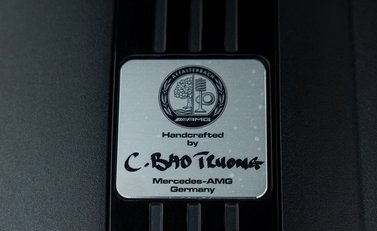 AFFALTERBACH
AMG
Handcrafted
by
C. BAO TRUONG
Mercedes-AMG
Germany